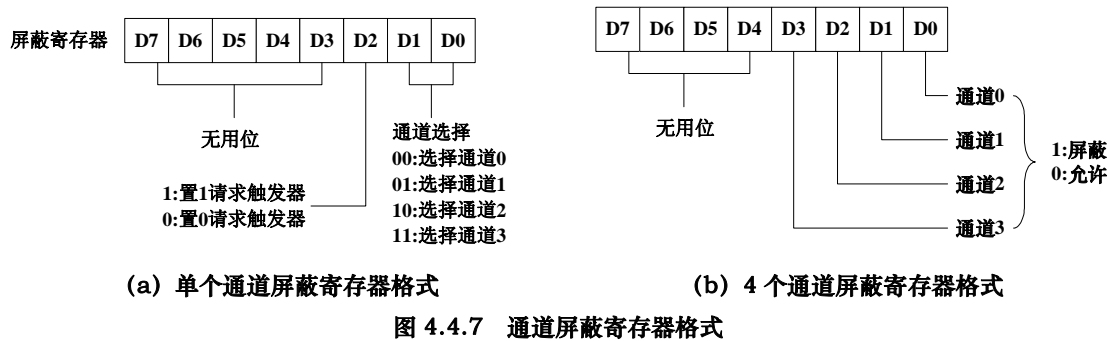 屏蔽寄存器 D7 D6 D5 D4 D3 D2 D1 D0
无用位
通道选择
00:选择通道0
01:选择通道1
10:选择通道2
11:选择通道3
1:置1请求触发器
0:置0请求触发器
(a) 单个通道屏蔽寄存器格式
D7 D6 D5 D4 D3 D2 D1 D0
无用位
通道0
通道1
通道2
通道3
1:屏蔽
0:允许
(b) 4 个通道屏蔽寄存器格式
图 4.4.7 通道屏蔽寄存器格式